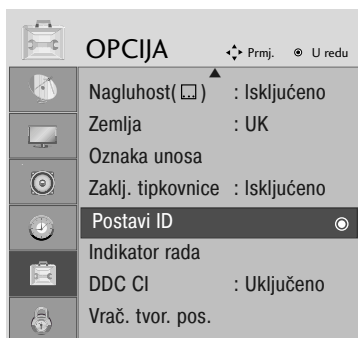 OPCIJA Prmj. U redu
Nagluhost( ) : Isključeno
Zemlja : UK
Oznaka unosa
Zaklj. tipkovnice : Isključeno
Postavi ID
Indikator rada
DDC CI : Uključeno
Vrač. tvor. pos.